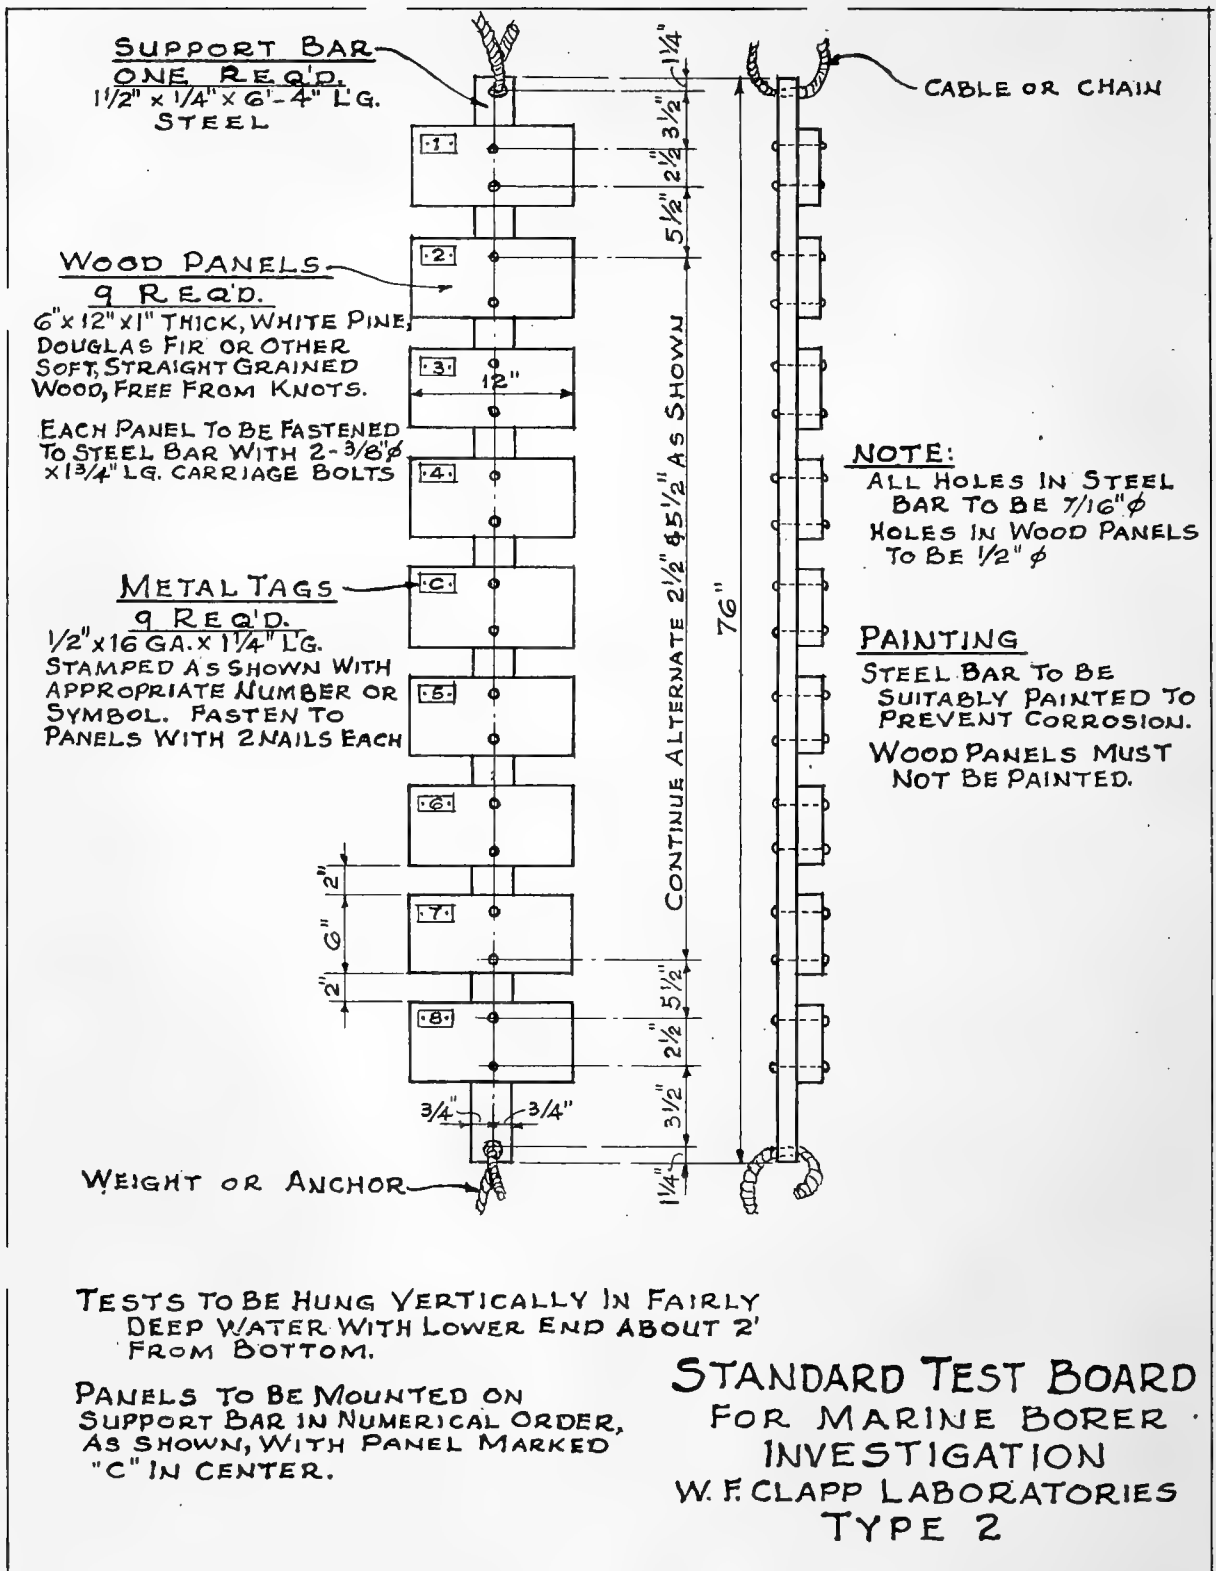 SUPPORT BAR
ONE REQ'D.
1 1/2" x 1/4" x 6'-4" LG.
STEEL
CABLE OR CHAIN
1 1/4"
3 1/2"
2 1/2
5 1/2"
·1·
·2·
WOOD PANELS
9 REQ'D.
6" x 12" x 1" THICK, WHITE PINE,
DOUGLAS FIR OR OTHER
SOFT, STRAIGHT GRAINED
WOOD, FREE FROM KNOTS.
·3·
12"
EACH PANEL TO BE FASTENED
TO STEEL BAR WITH 2-3/8"ø
x 1 3/4" LG. CARRIAGE BOLTS
·4·
CONTINUE ALTERNATE 2 1/2" & 5 1/2" AS SHOWN
76"
NOTE:
ALL HOLES IN STEEL
BAR TO BE 7/16"ø
HOLES IN WOOD PANELS
TO BE 1/2" ø
METAL TAGS
9 REQ'D.
1/2" x 16 GA. x 1 1/4" LG.
STAMPED AS SHOWN WITH
APPROPRIATE NUMBER OR
SYMBOL. FASTEN TO
PANELS WITH 2 NAILS EACH
·C·
PAINTING
STEEL BAR TO BE
SUITABLY PAINTED TO
PREVENT CORROSION.
WOOD PANELS MUST
NOT BE PAINTED.
·5·
·6·
2"
6"
2"
·7·
·8·
5 1/2"
2 1/2"
3 1/2"
1 1/4"
3/4"
3/4"
WEIGHT OR ANCHOR
TESTS TO BE HUNG VERTICALLY IN FAIRLY
DEEP WATER WITH LOWER END ABOUT 2'
FROM BOTTOM.
PANELS TO BE MOUNTED ON
SUPPORT BAR IN NUMERICAL ORDER,
AS SHOWN, WITH PANEL MARKED
"C" IN CENTER.
STANDARD TEST BOARD
FOR MARINE BORER
INVESTIGATION
W. F. CLAPP LABORATORIES
TYPE 2